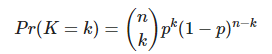 $Pr(K = k) = \binom{n}{k} p^k (1 - p)^{n-k}$